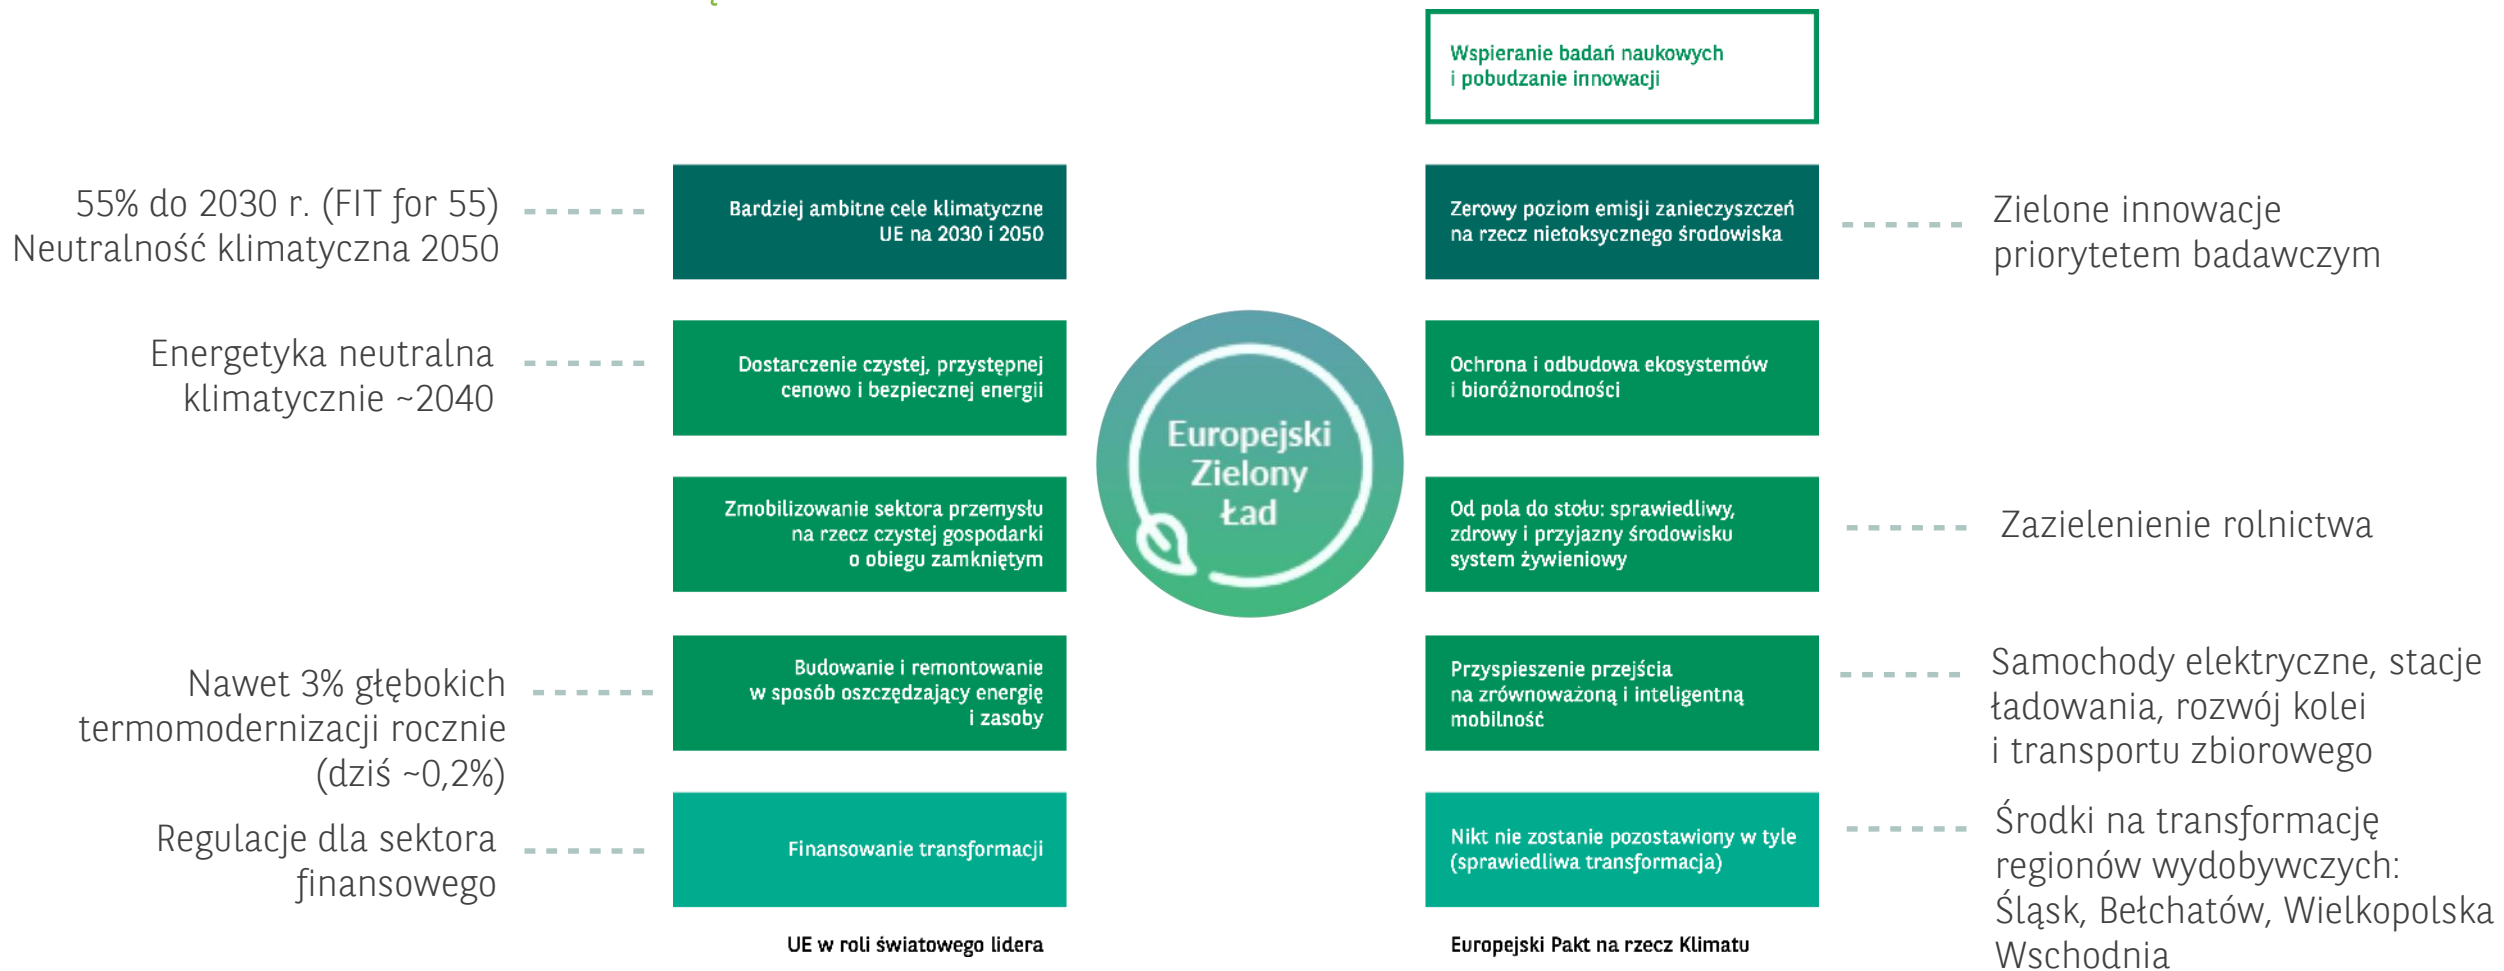 Wspieranie badań naukowych
i pobudzanie innowacji
55% do 2030 r. (FIT for 55)
Neutralność klimatyczna 2050
Bardziej ambitne cele klimatyczne
UE na 2030 i 2050
Zerowy poziom emisji zanieczyszczeń
na rzecz nietoksycznego środowiska
Zielone innowacje
priorytetem badawczym
Energetyka neutralna
klimatycznie ~2040
Dostarczenie czystej, przystępnej
cenowo i bezpiecznej energii
Europejski
Zielony
Ład
Ochrona i odbudowa ekosystemów
i bioróżnorodności
Zmobilizowanie sektora przemysłu
na rzecz czystej gospodarki
o obiegu zamkniętym
Od pola do stołu: sprawiedliwy,
zdrowy i przyjazny środowisku
system żywieniowy
Zazielenienie rolnictwa
Nawet 3% głębokich
termomodernizacji rocznie
(dziś ~0,2%)
Budowanie i remontowanie
w sposób oszczędzający energię
i zasoby
Przyspieszenie przejścia
na zrównoważoną i inteligentną
mobilność
Samochody elektryczne, stacje
ładowania, rozwój kolei
i transportu zbiorowego
Regulacje dla sektora
finansowego
Finansowanie transformacji
Nikt nie zostanie pozostawiony w tyle
(sprawiedliwa transformacja)
Środki na transformację
regionów wydobywczych:
Śląsk, Bełchatów, Wielkopolska
Wschodnia
UE w roli światowego lidera
Europejski Pakt na rzecz Klimatu